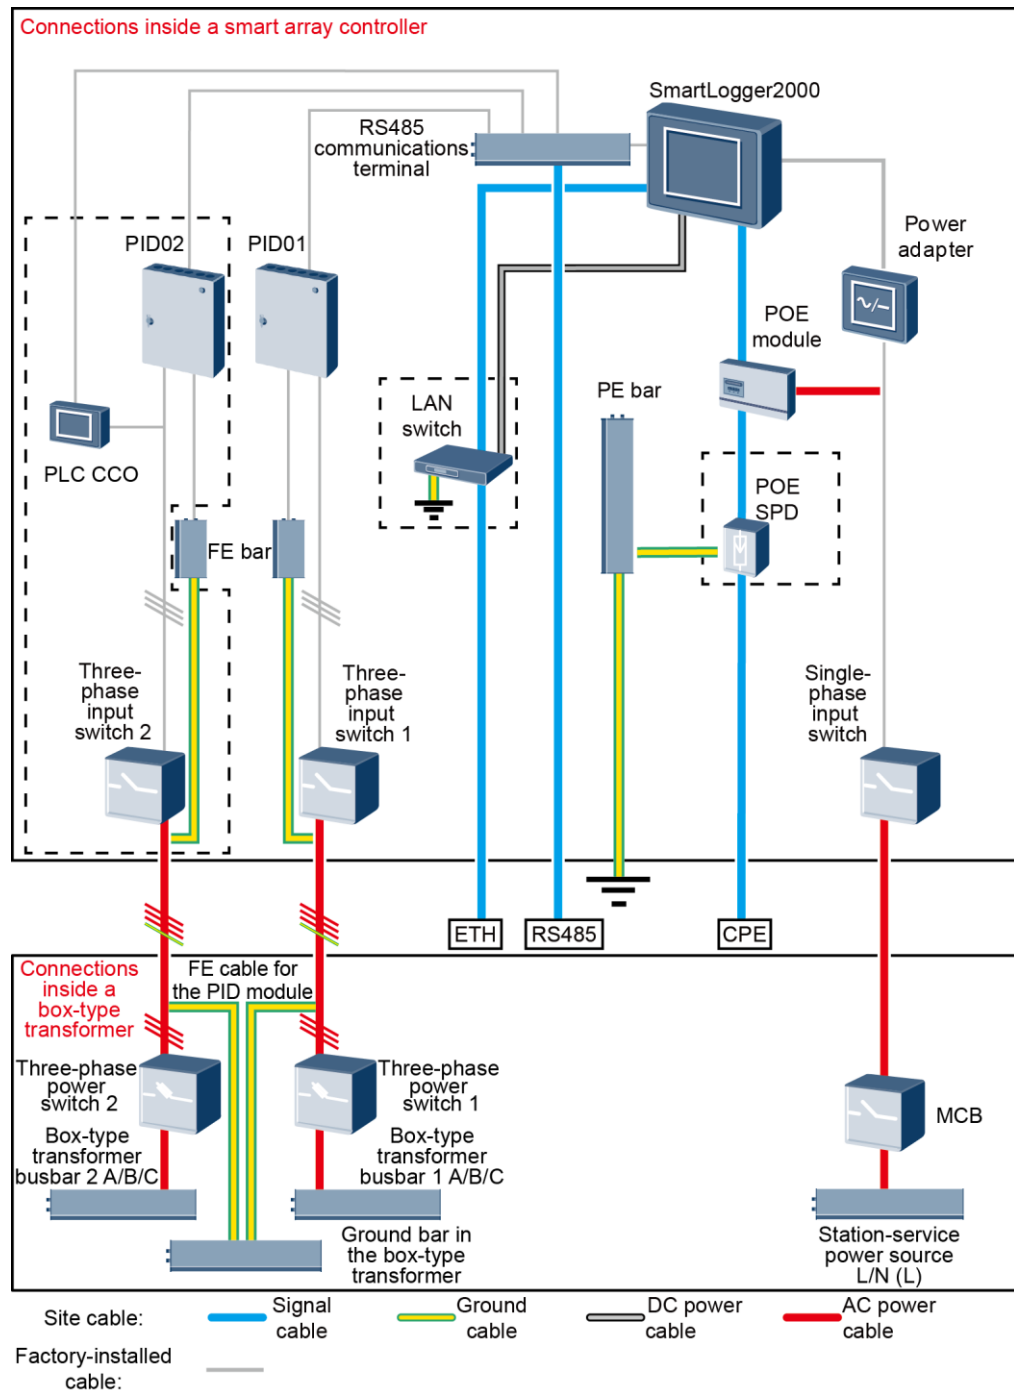 Connections inside a smart array controller
SmartLogger2000
RS485
communications
terminal
PID02
PID01
Power
adapter
POE
module
LAN
switch
PE bar
PLC CCO
POE
SPD
FE bar
Three-
phase
input
switch 2
Three-
phase
input
switch 1
Single-
phase
input
switch
ETH
RS485
CPE
Connections
inside a
box-type
transformer
FE cable for
the PID module
Three-phase
power
switch 2
Three-phase
power
switch 1
MCB
Box-type
transformer
busbar 2 A/B/C
Box-type
transformer
busbar 1 A/B/C
Ground bar in
the box-type
transformer
Station-service
power source
L/N (L)
Site cable:
Signal
cable
Ground
cable
DC power
cable
AC power
cable
Factory-installed
cable: